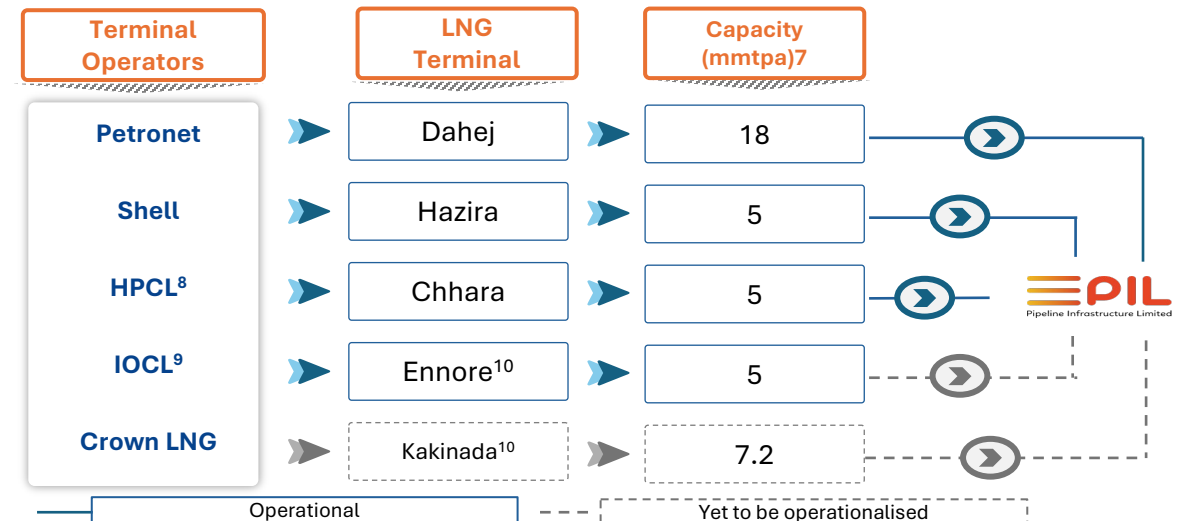 Terminal
Operators
LNG
Terminal
Capacity
(mmtpa)7
Petronet
Dahej
18
Shell
Hazira
5
HPCL⁸
Chhara
5
PIL
Pipeline Infrastructure Limited
IOCL⁹
Ennore¹⁰
5
Crown LNG
Kakinada¹⁰
7.2
Operational
Yet to be operationalised